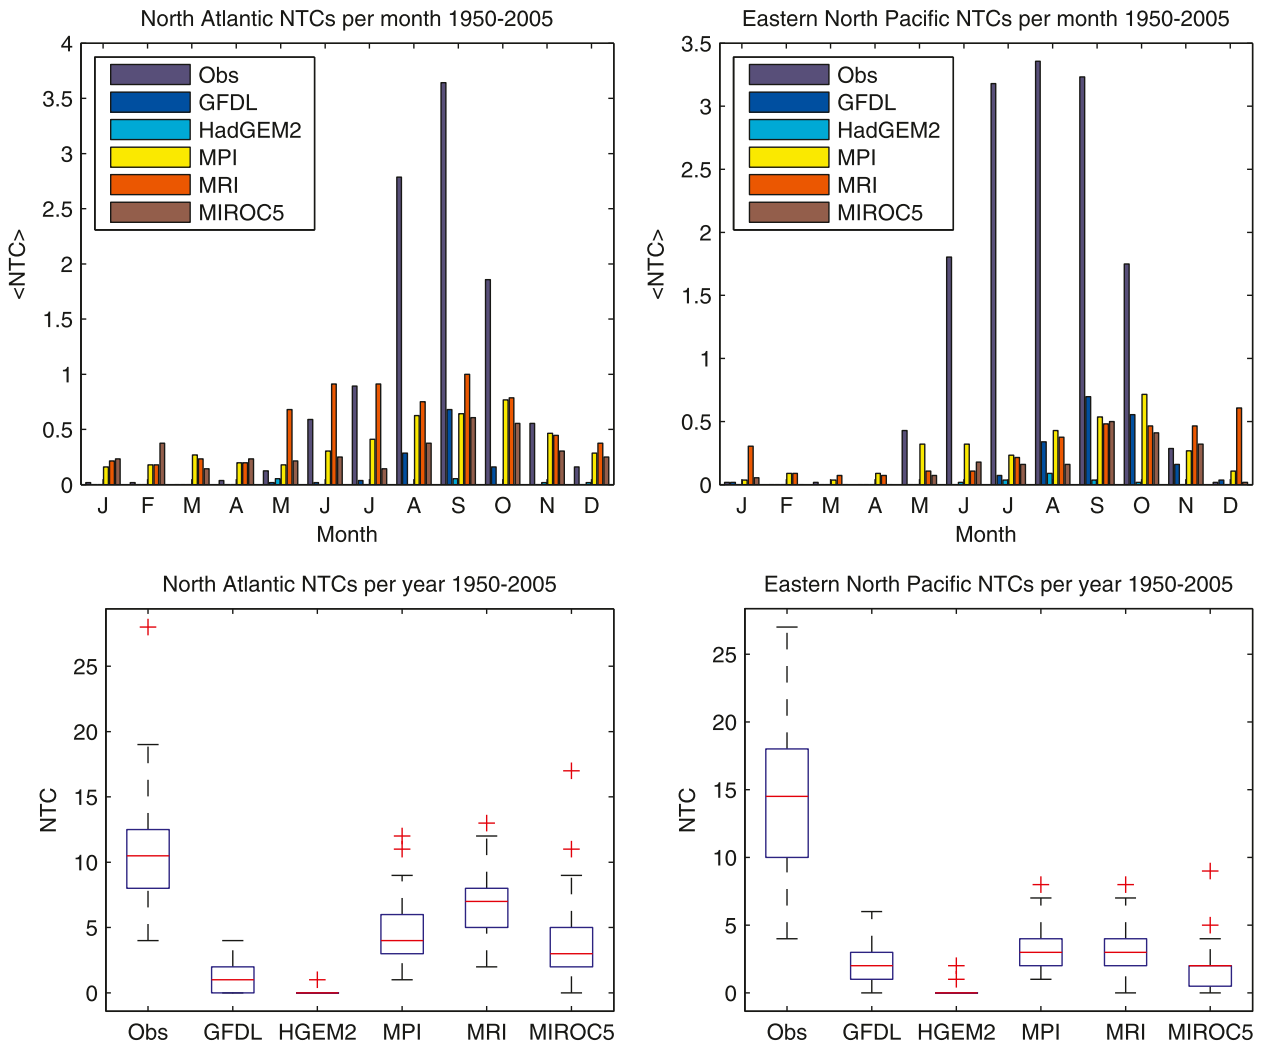 North Atlantic NTCs per month 1950-2005
4
3.5
3
2.5
2
1.5
1
0.5
0
<NTC>
Obs
GFDL
HadGEM2
MPI
MRI
MIROC5
J F M A M J J A S O N D
Month
Eastern North Pacific NTCs per month 1950-2005
3.5
3
2.5
2
1.5
1
0.5
0
<NTC>
Obs
GFDL
HadGEM2
MPI
MRI
MIROC5
J F M A M J J A S O N D
Month
North Atlantic NTCs per year 1950-2005
25
20
15
10
5
0
NTC
Obs GFDL HGEM2 MPI MRI MIROC5
Eastern North Pacific NTCs per year 1950-2005
25
20
15
10
5
0
NTC
Obs GFDL HGEM2 MPI MRI MIROC5